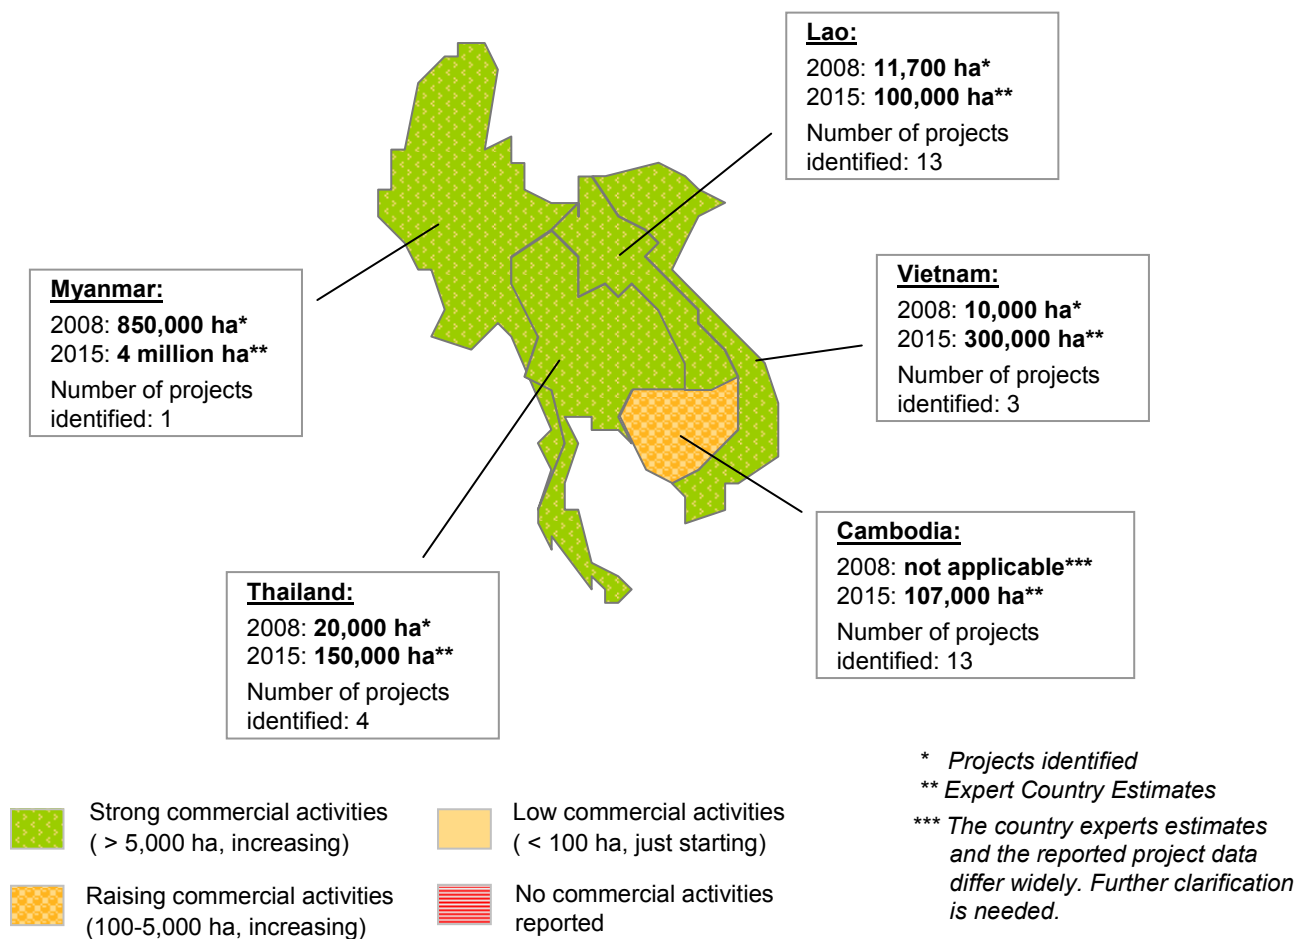 Lao:
2008: 11,700 ha*
2015: 100,000 ha**
Number of projects
identified: 13
Myanmar:
2008: 850,000 ha*
2015: 4 million ha**
Number of projects
identified: 1
Vietnam:
2008: 10,000 ha*
2015: 300,000 ha**
Number of projects
identified: 3
Thailand:
2008: 20,000 ha*
2015: 150,000 ha**
Number of projects
identified: 4
Cambodia:
2008: not applicable***
2015: 107,000 ha**
Number of projects
identified: 13
Strong commercial activities
( > 5,000 ha, increasing)
Raising commercial activities
(100-5,000 ha, increasing)
Low commercial activities
( < 100 ha, just starting)
No commercial activities
reported
* Projects identified
** Expert Country Estimates
*** The country experts estimates
and the reported project data
differ widely. Further clarification
is needed.